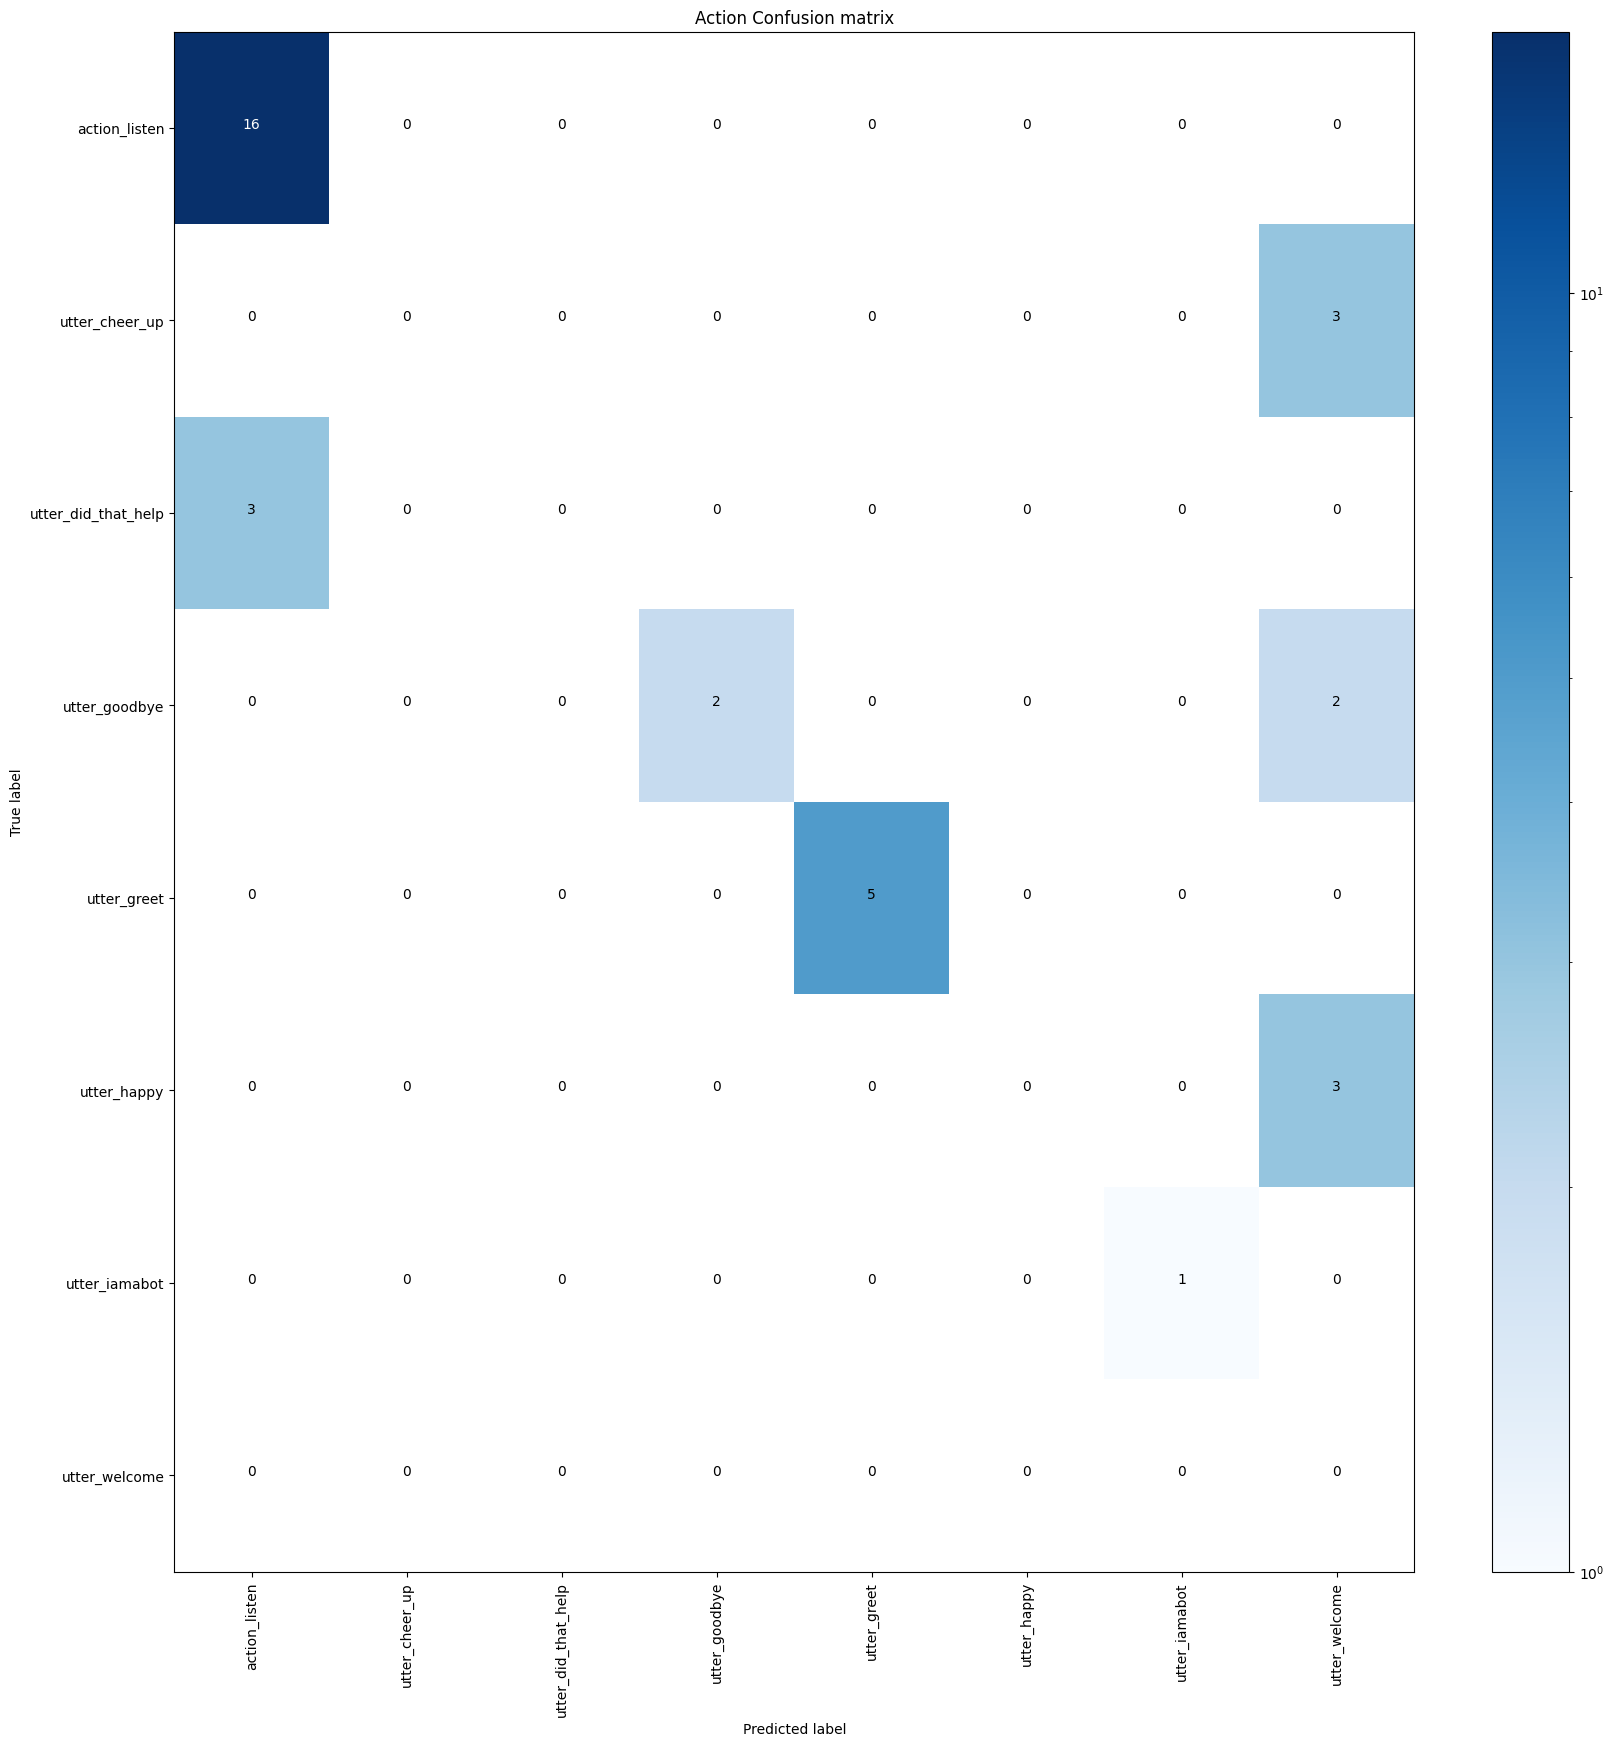 Action Confusion matrix
action_listen 16 0 0 0 0 0 0 0
utter_cheer_up 0 0 0 0 0 0 0 3
utter_did_that_help 3 0 0 0 0 0 0 0
utter_goodbye 0 0 0 2 0 0 0 2
utter_greet 0 0 0 0 5 0 0 0
utter_happy 0 0 0 0 0 0 0 3
utter_iamabot 0 0 0 0 0 0 1 0
utter_welcome 0 0 0 0 0 0 0 0
True label
action_listen
utter_cheer_up
utter_did_that_help
utter_goodbye
utter_greet
utter_happy
utter_iamabot
utter_welcome
Predicted label
10¹
10⁰